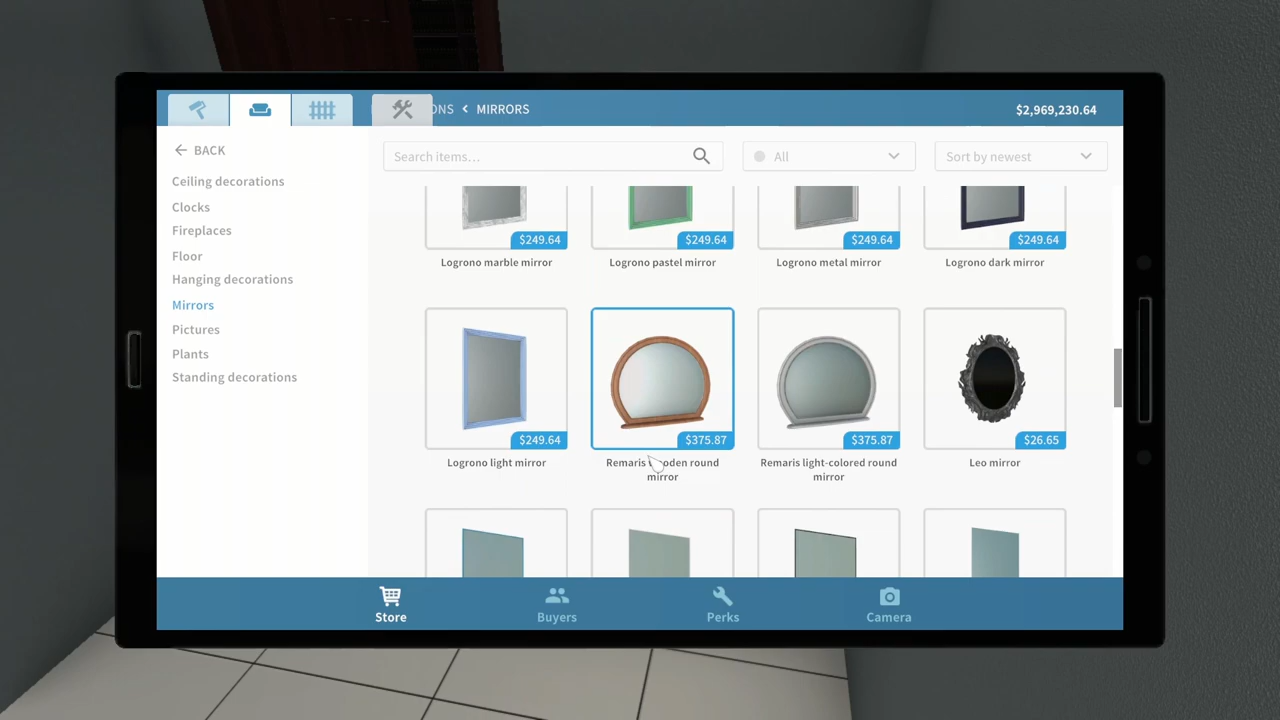 ONS < MIRRORS
$2,969,230.64
BACK
Search items...
All
Sort by newest
Ceiling decorations
Clocks
Fireplaces
Floor
Hanging decorations
Mirrors
Pictures
Plants
Standing decorations
$249.64
$249.64
$249.64
$249.64
Logrono marble mirror
Logrono pastel mirror
Logrono metal mirror
Logrono dark mirror
$249.64
$375.87
$375.87
$26.65
Logrono light mirror
Remaris wooden round
mirror
Remaris light-colored round
mirror
Leo mirror
Store
Buyers
Perks
Camera